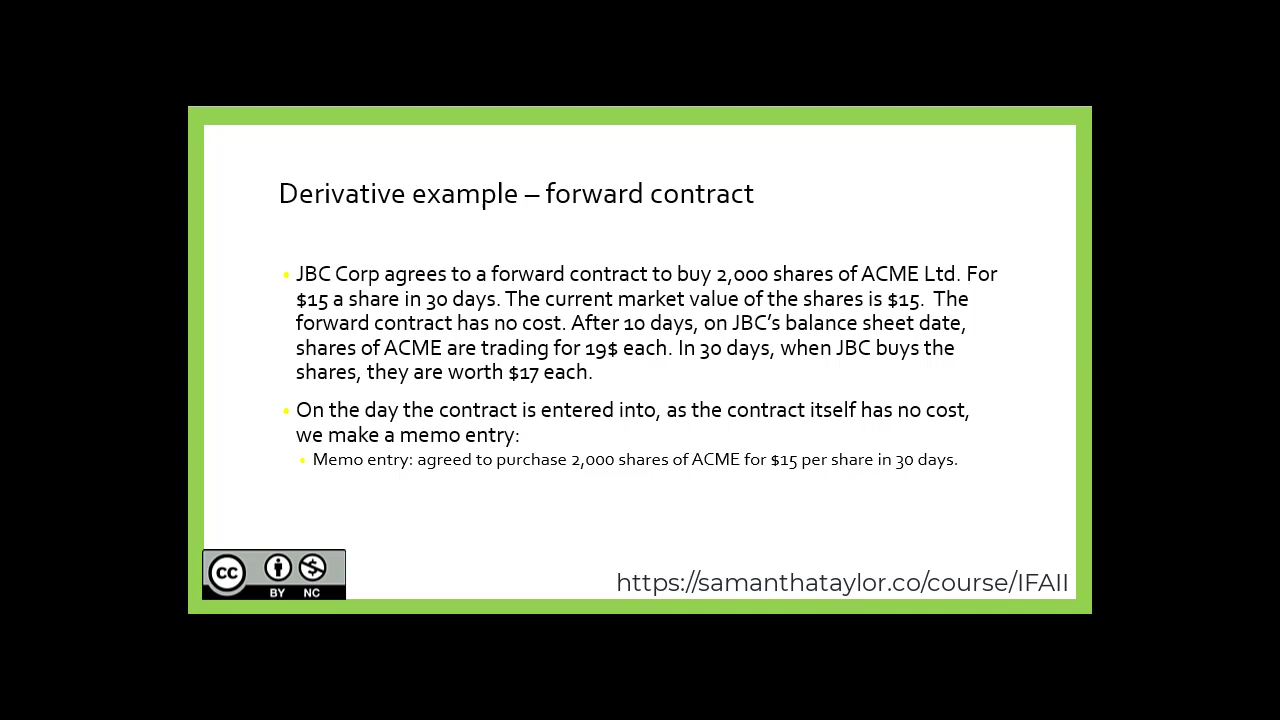 Derivative example – forward contract
• JBC Corp agrees to a forward contract to buy 2,000 shares of ACME Ltd. For
$15 a share in 30 days. The current market value of the shares is $15.  The
forward contract has no cost. After 10 days, on JBC’s balance sheet date,
shares of ACME are trading for 19$ each. In 30 days, when JBC buys the
shares, they are worth $17 each.
• On the day the contract is entered into, as the contract itself has no cost,
we make a memo entry:
• Memo entry: agreed to purchase 2,000 shares of ACME for $15 per share in 30 days.
cc
BY NC
https://samanthataylor.co/course/IFAII